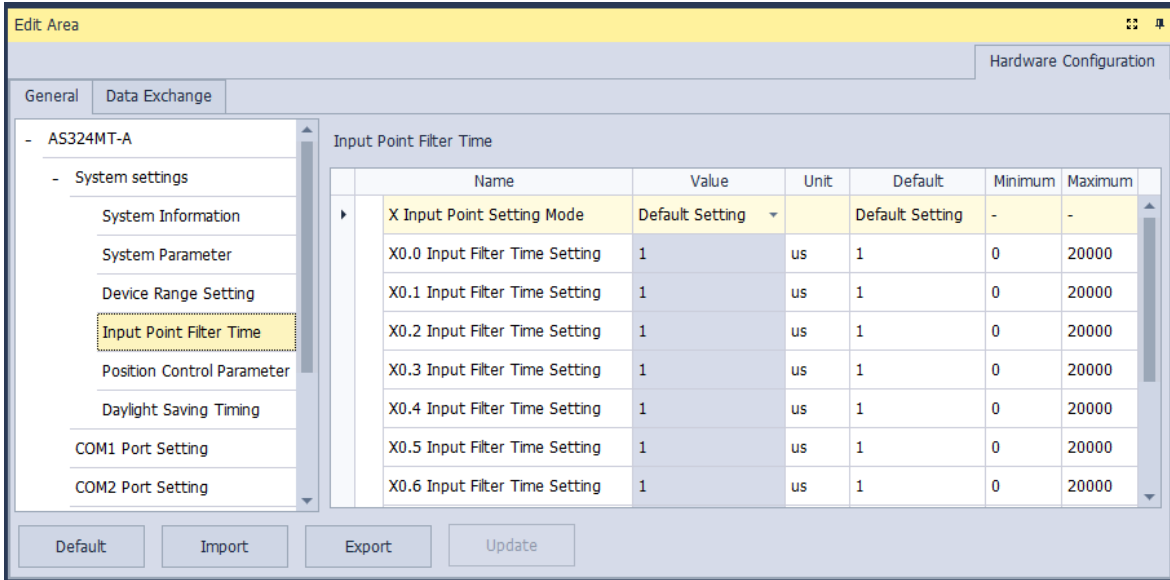 Edit Area
Hardware Configuration
General Data Exchange
- AS324MT-A
- System settings
System Information
System Parameter
Device Range Setting
Input Point Filter Time
Position Control Parameter
Daylight Saving Timing
COM1 Port Setting
COM2 Port Setting
Input Point Filter Time
Name Value Unit Default Minimum Maximum
X Input Point Setting Mode Default Setting Default Setting - -
X0.0 Input Filter Time Setting 1 us 1 0 20000
X0.1 Input Filter Time Setting 1 us 1 0 20000
X0.2 Input Filter Time Setting 1 us 1 0 20000
X0.3 Input Filter Time Setting 1 us 1 0 20000
X0.4 Input Filter Time Setting 1 us 1 0 20000
X0.5 Input Filter Time Setting 1 us 1 0 20000
X0.6 Input Filter Time Setting 1 us 1 0 20000
Default Import Export Update